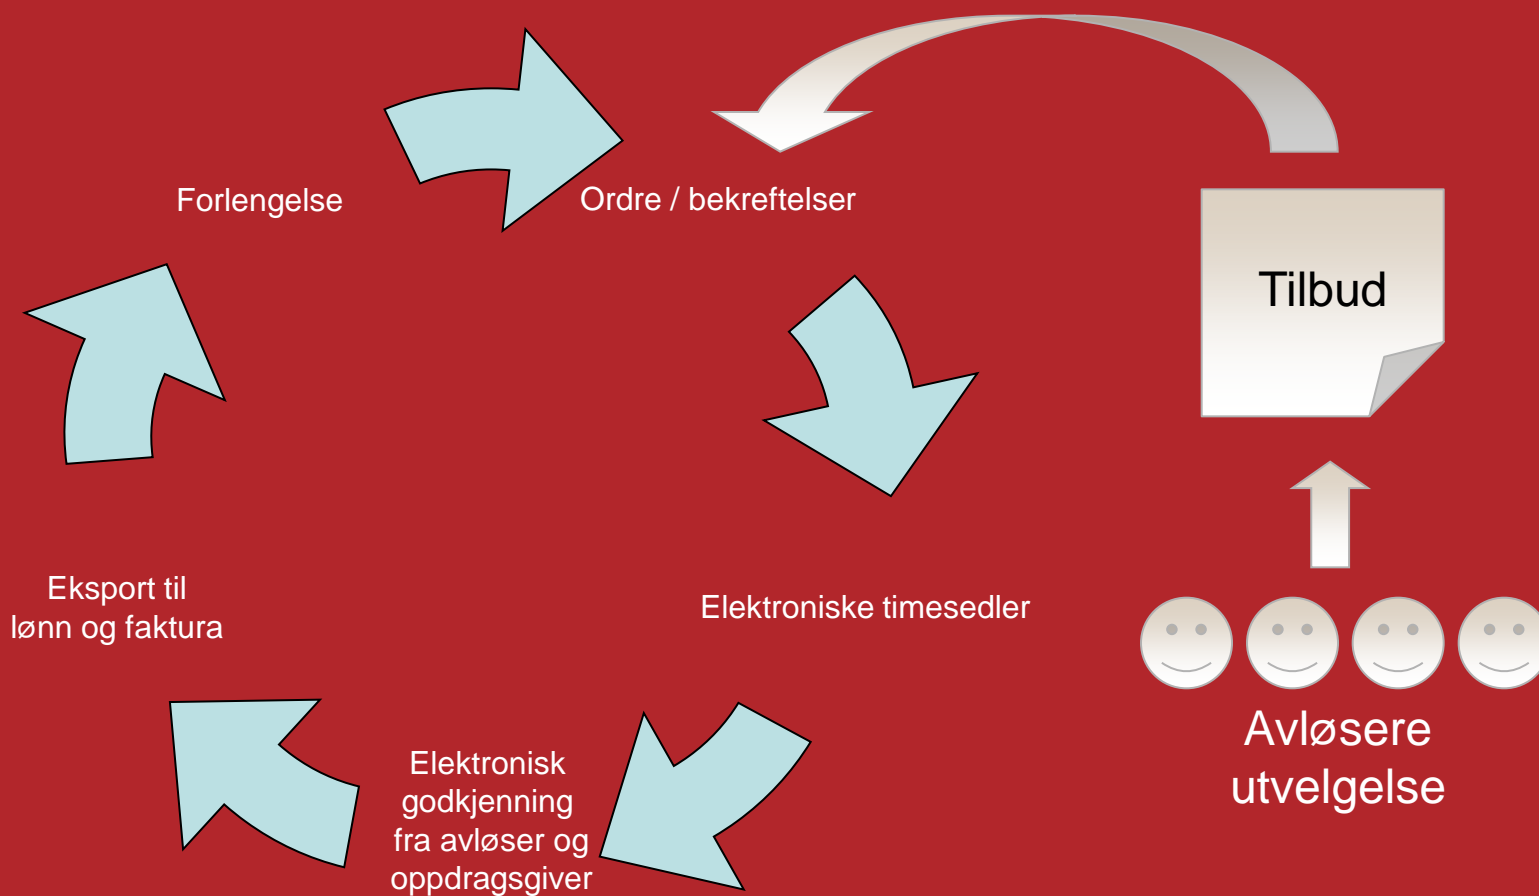 Forlengelse
Ordre / bekreftelser
Tilbud
Eksport til
lønn og faktura
Elektroniske timesedler
Avløsere
utvelgelse
Elektronisk
godkjenning
fra avløser og
oppdragsgiver